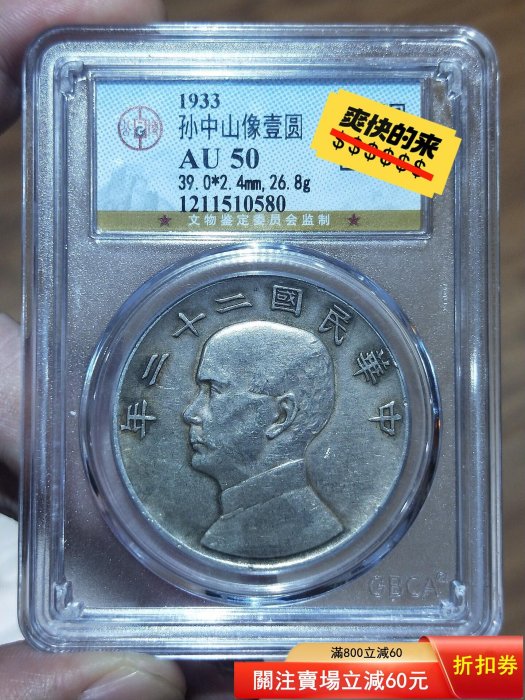 1933
孙中山像壹圆
AU 50
39.0*2.4mm,26.8g
1211510580
文物鉴定委员会监制
爽快的来
$$$$$$
年二十二國民華中
GBCA
滿800立減60
關注賣場立減60元
折扣券